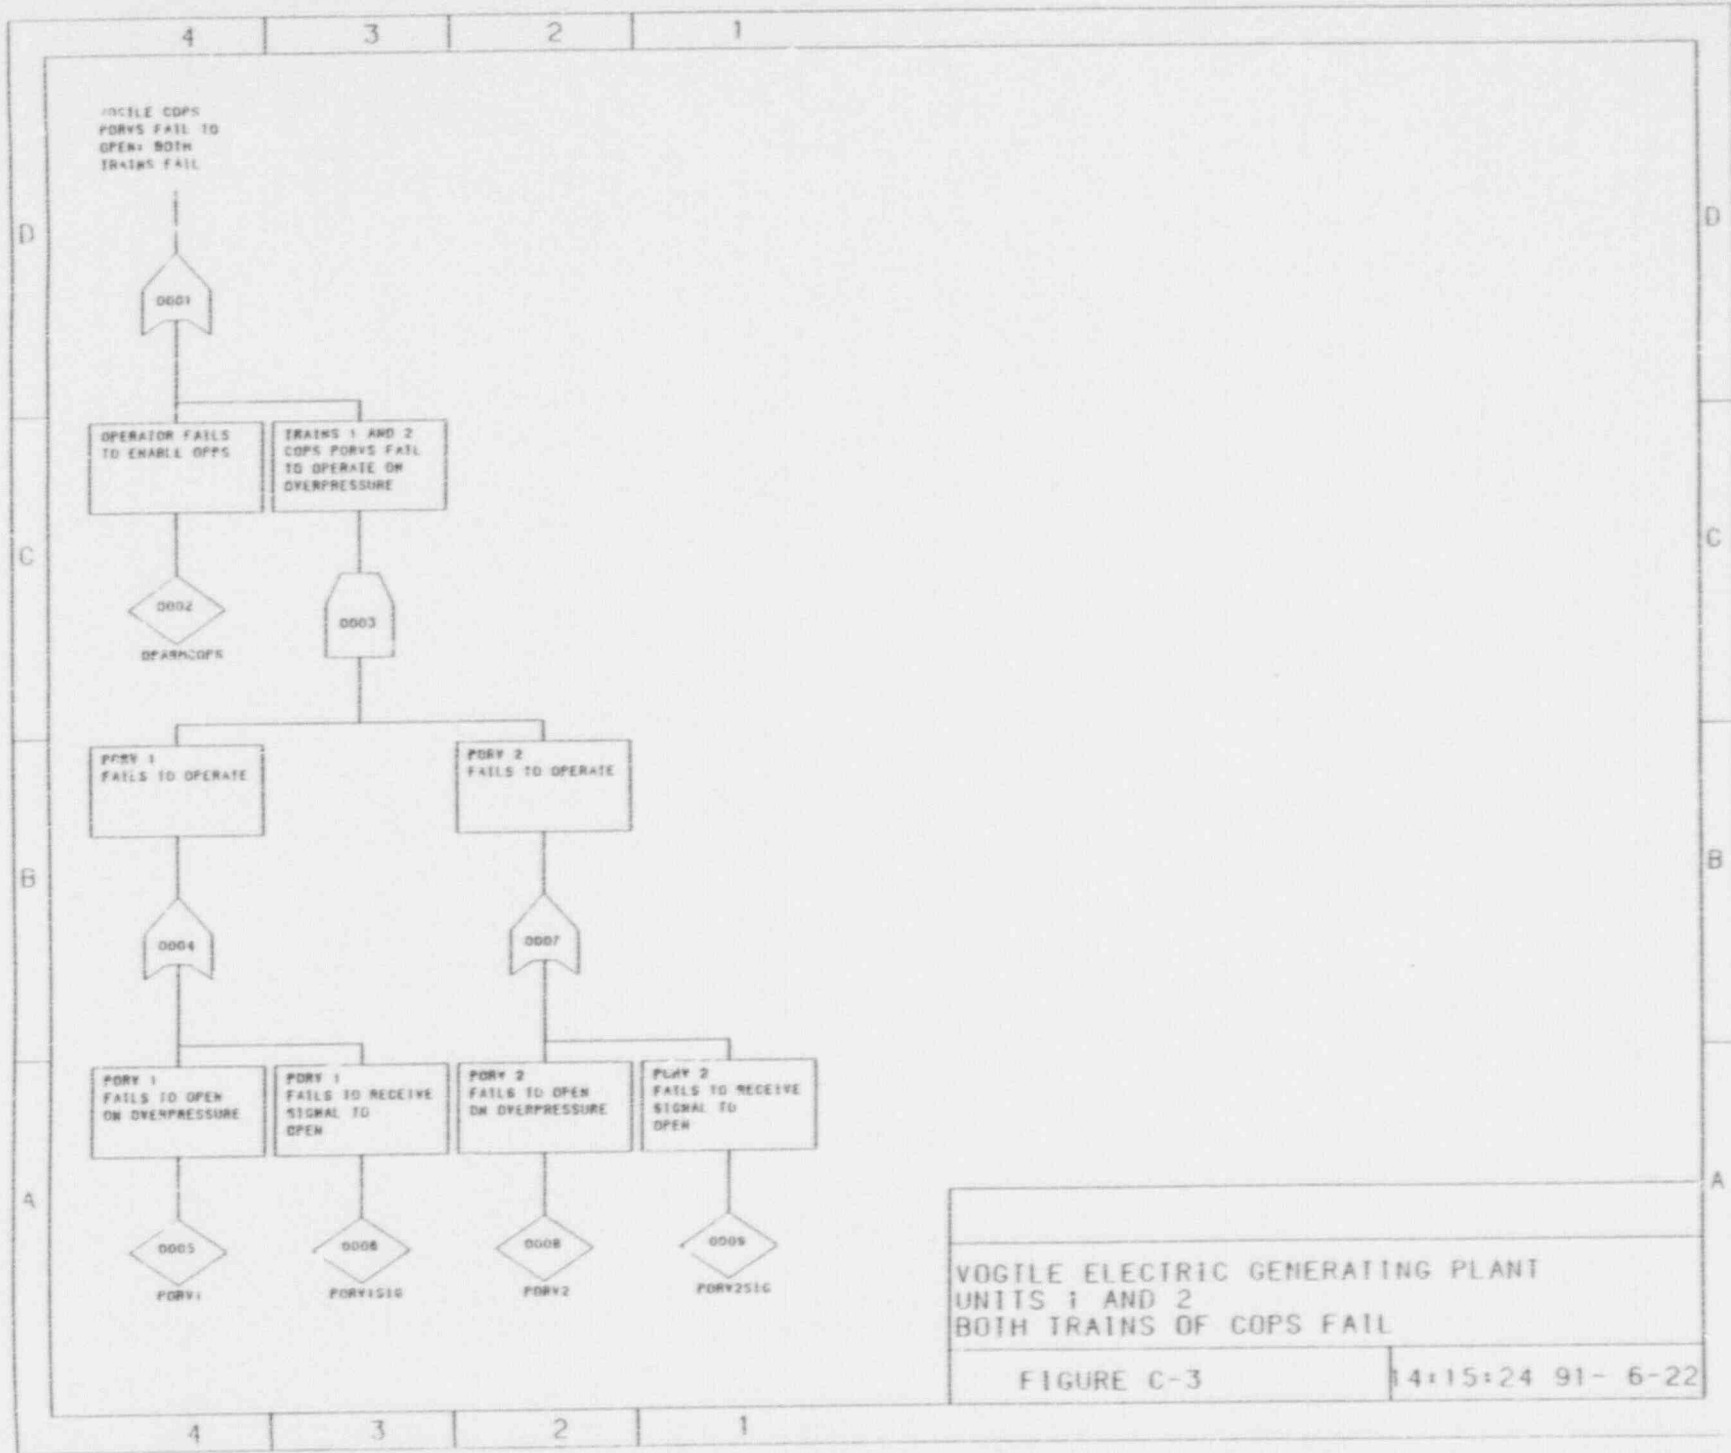 4 3 2 1
VOGTLE COPS
PORVS FAIL TO
OPEN: BOTH
TRAINS FAIL
D D
0001
OPERATOR FAILS
TO ENABLE OPPS
TRAINS 1 AND 2
COPS PORVS FAIL
TO OPERATE ON
OVERPRESSURE
C C
0002
OPARMCOPS
0003
PORV 1
FAILS TO OPERATE
PORV 2
FAILS TO OPERATE
B B
0004
0007
PORV 1
FAILS TO OPEN
ON OVERPRESSURE
PORV 1
FAILS TO RECEIVE
SIGNAL TO
OPEN
PORV 2
FAILS TO OPEN
ON OVERPRESSURE
PORV 2
FAILS TO RECEIVE
SIGNAL TO
OPEN
A A
0005
PORV1
0006
PORV1SIG
0008
PORV2
0009
PORV2SIG
VOGTLE ELECTRIC GENERATING PLANT
UNITS 1 AND 2
BOTH TRAINS OF COPS FAIL
FIGURE C-3
14:15:24 91- 6-22
4 3 2 1